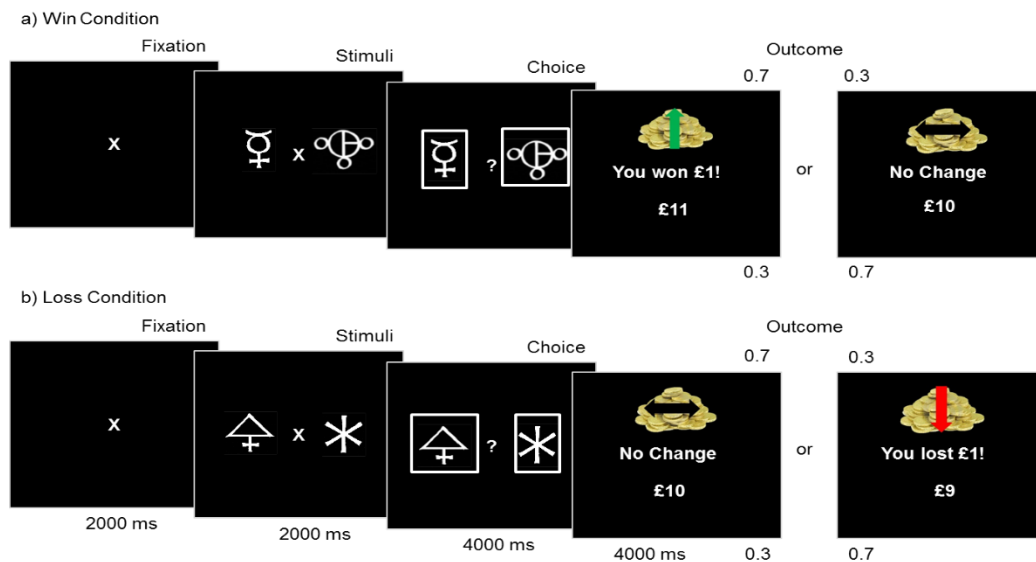 a) Win Condition
Fixation
Stimuli
Choice
Outcome
0.7
0.3
X
X
?
You won £1!
£11
or
No Change
£10
0.3
0.7
b) Loss Condition
Fixation
Stimuli
Choice
Outcome
0.7
0.3
X
X
?
No Change
£10
or
You lost £1!
£9
2000 ms
2000 ms
4000 ms
4000 ms
0.3
0.7